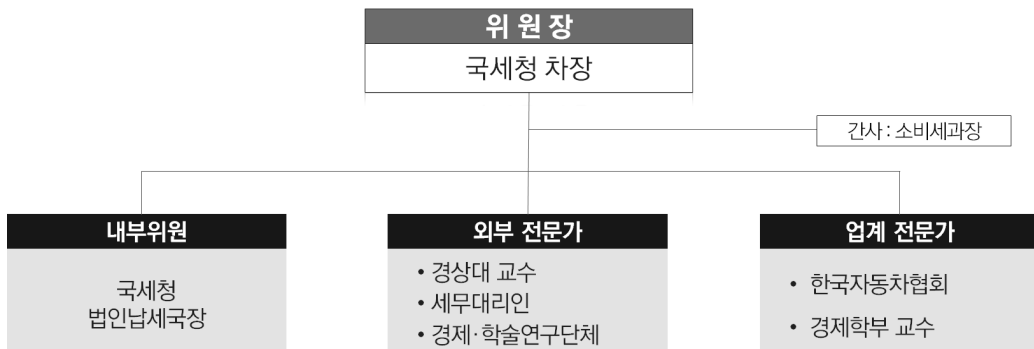 위 원 장
국세청 차장
간사 : 소비세과장
내부위원
국세청
법인납세국장
외부 전문가
• 경상대 교수
• 세무대리인
• 경제·학술연구단체
업계 전문가
• 한국자동차협회
• 경제학부 교수